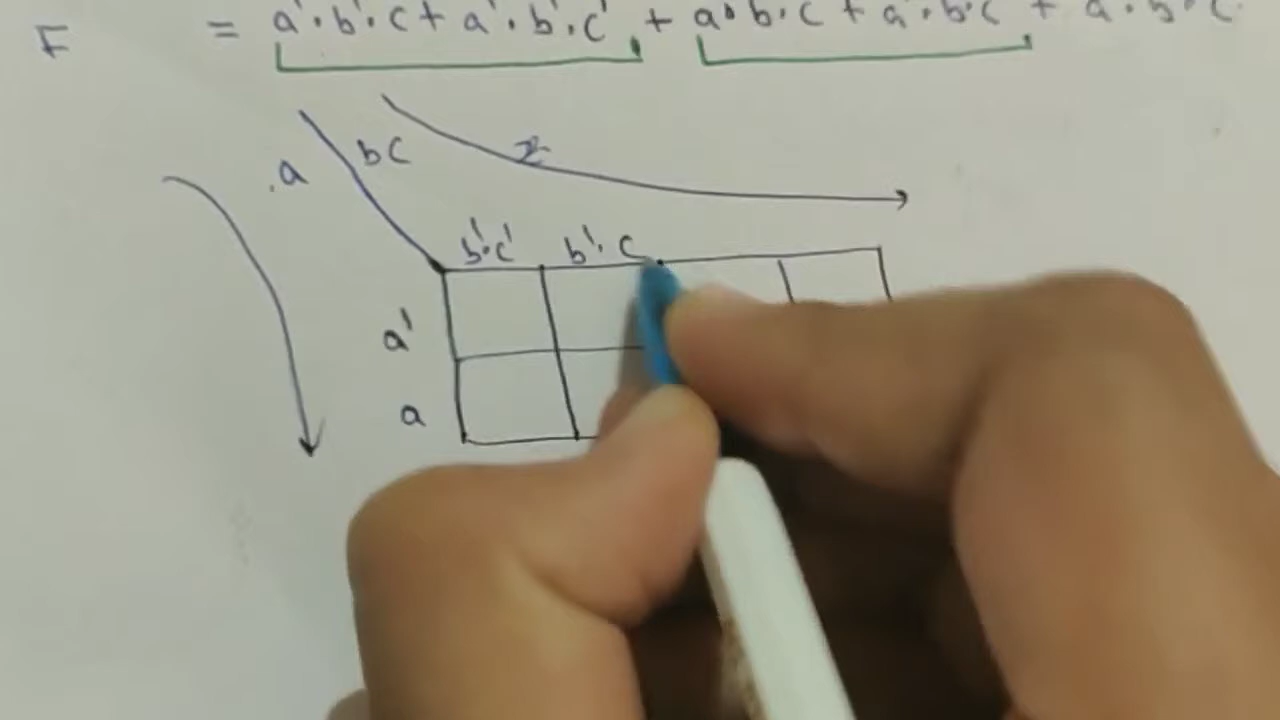 F = a'·b'·c + a'·b'·c' + a·b·c + a'·b·c + a·b'·c
a bc
b'·c' b'·c
a'
a